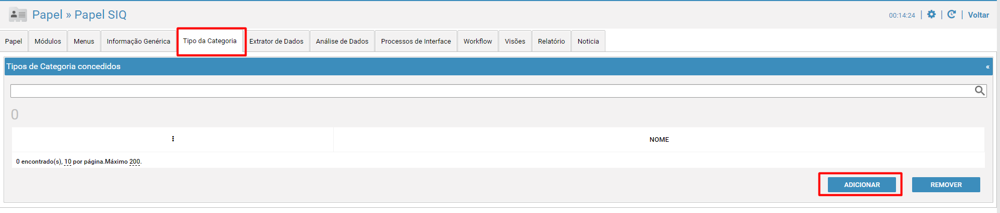 Papel » Papel SIQ
00:14:24 | | | Voltar
Papel Módulos Menus Informação Genérica Tipo da Categoria Extrator de Dados Análise de Dados Processos de Interface Workflow Visões Relatório Noticia
Tipos de Categoria concedidos «
0
NOME
0 encontrado(s), 10 por página.Máximo 200.
ADICIONAR REMOVER